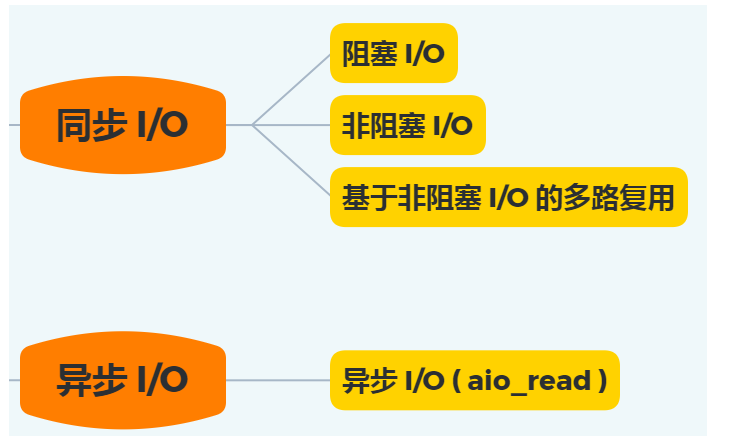 同步 I/O
阻塞 I/O
非阻塞 I/O
基于非阻塞 I/O 的多路复用
异步 I/O
异步 I/O ( aio_read )